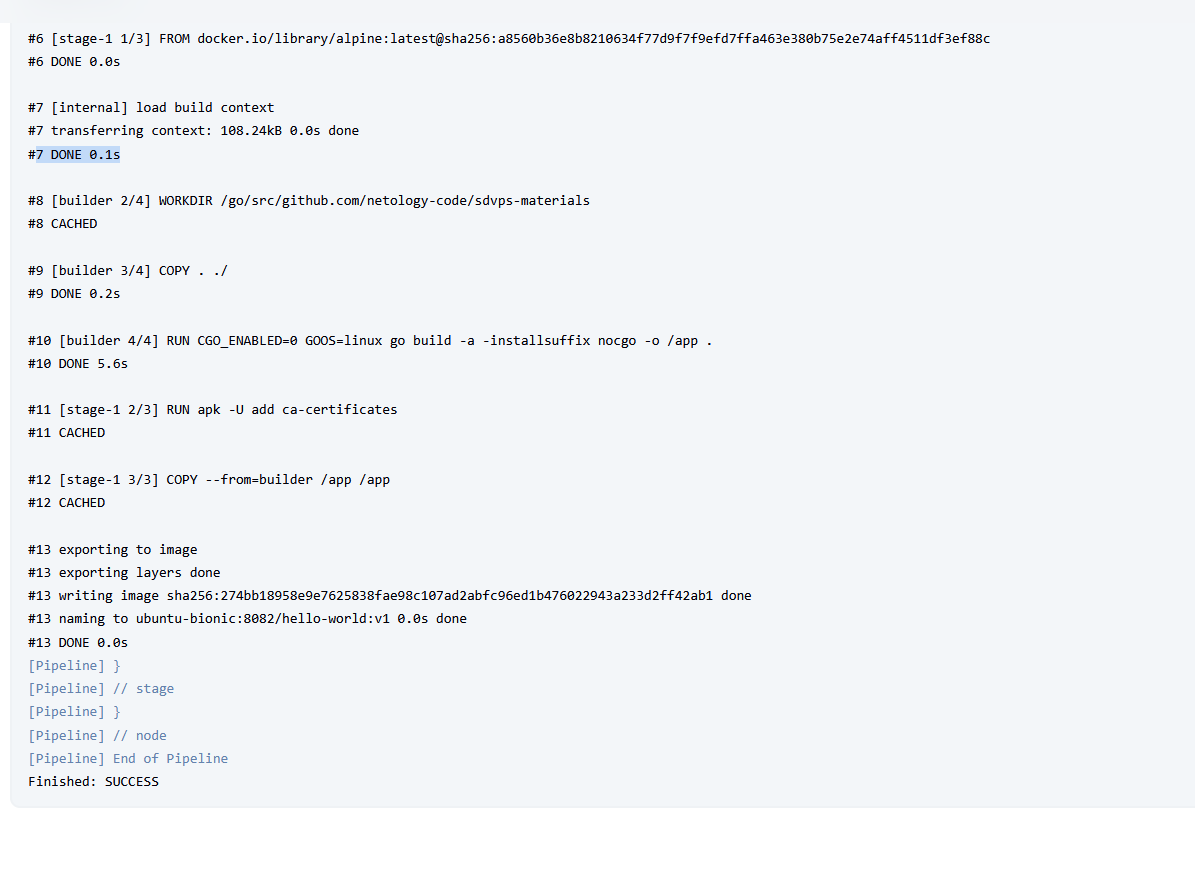 #6 [stage-1 1/3] FROM docker.io/library/alpine:latest@sha256:a8560b36e8b8210634f77d9f7f9efd7ffa463e380b75e2e74aff4511df3ef88c
#6 DONE 0.0s

#7 [internal] load build context
#7 transferring context: 108.24kB 0.0s done
#7 DONE 0.1s

#8 [builder 2/4] WORKDIR /go/src/github.com/netology-code/sdvps-materials
#8 CACHED

#9 [builder 3/4] COPY . ./
#9 DONE 0.2s

#10 [builder 4/4] RUN CGO_ENABLED=0 GOOS=linux go build -a -installsuffix nocgo -o /app .
#10 DONE 5.6s

#11 [stage-1 2/3] RUN apk -U add ca-certificates
#11 CACHED

#12 [stage-1 3/3] COPY --from=builder /app /app
#12 CACHED

#13 exporting to image
#13 exporting layers done
#13 writing image sha256:274bb18958e9e7625838fae98c107ad2abfc96ed1b476022943a233d2ff42ab1 done
#13 naming to ubuntu-bionic:8082/hello-world:v1 0.0s done
#13 DONE 0.0s
[Pipeline] }
[Pipeline] // stage
[Pipeline] }
[Pipeline] // node
[Pipeline] End of Pipeline
Finished: SUCCESS